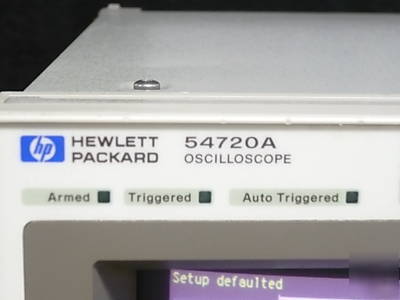 hp HEWLETT PACKARD 54720A OSCILLOSCOPE
Armed Triggered Auto Triggered
Setup defaulted